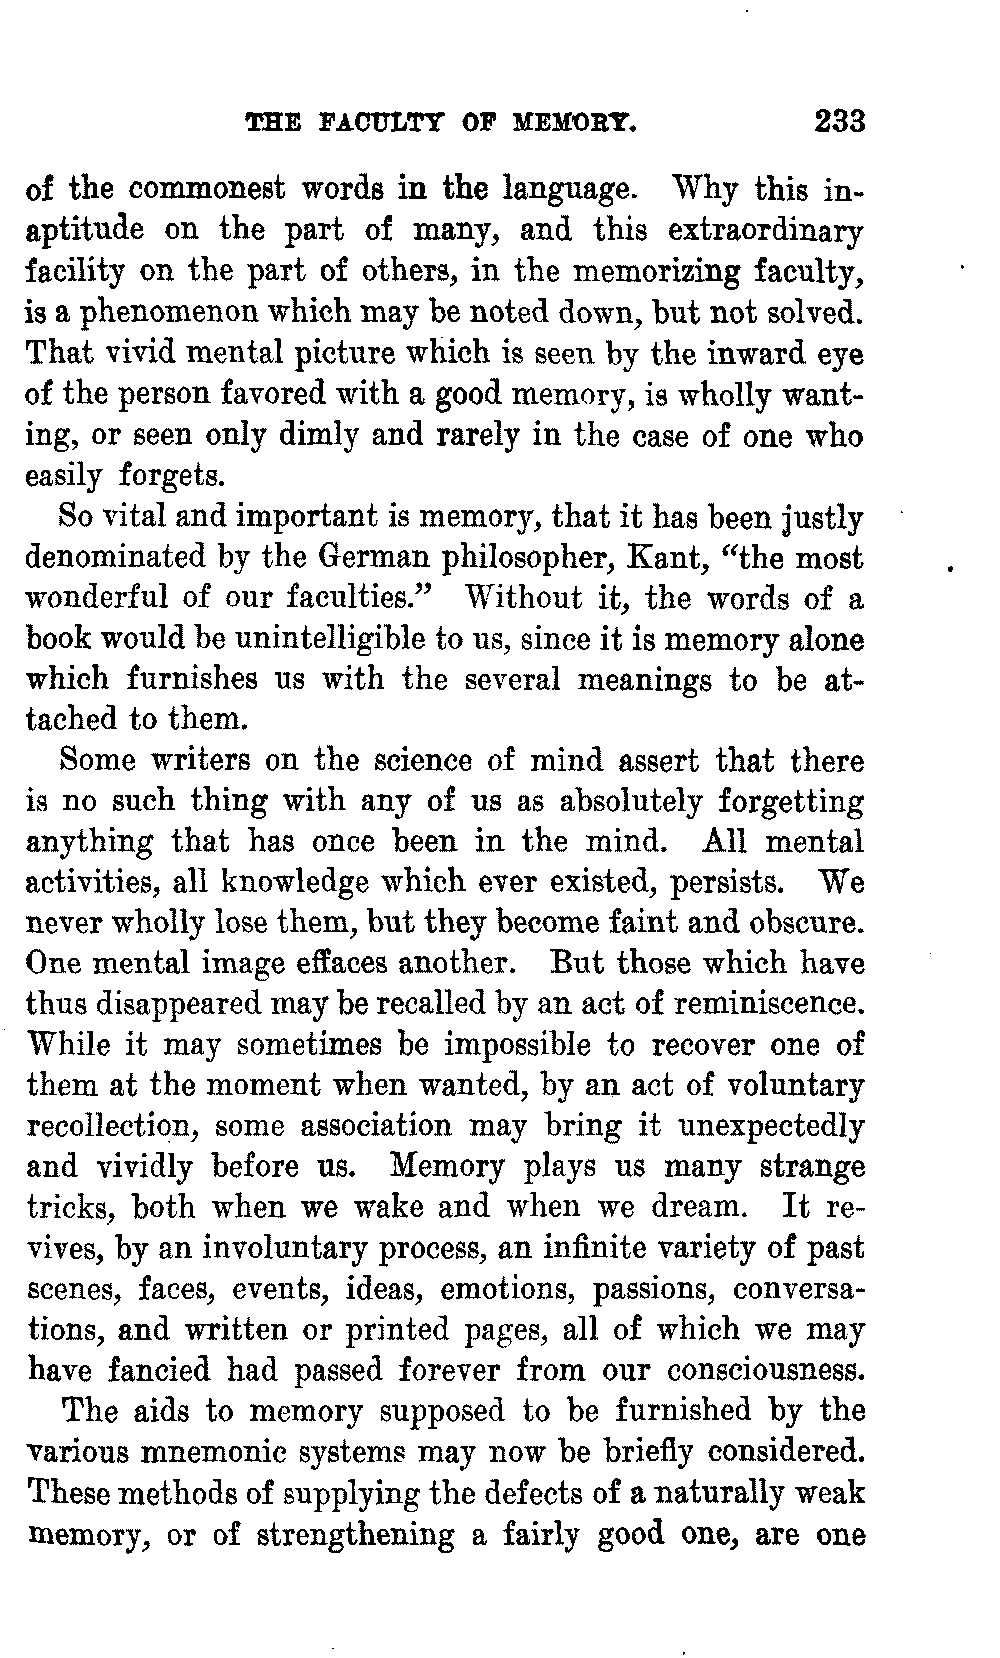 THE FACULTY OF MEMORY. 233
of the commonest words in the language. Why this in-
aptitude on the part of many, and this extraordinary
facility on the part of others, in the memorizing faculty,
is a phenomenon which may be noted down, but not solved.
That vivid mental picture which is seen by the inward eye
of the person favored with a good memory, is wholly want-
ing, or seen only dimly and rarely in the case of one who
easily forgets.
So vital and important is memory, that it has been justly
denominated by the German philosopher, Kant, “the most
wonderful of our faculties.” Without it, the words of a
book would be unintelligible to us, since it is memory alone
which furnishes us with the several meanings to be at-
tached to them.
Some writers on the science of mind assert that there
is no such thing with any of us as absolutely forgetting
anything that has once been in the mind. All mental
activities, all knowledge which ever existed, persists. We
never wholly lose them, but they become faint and obscure.
One mental image effaces another. But those which have
thus disappeared may be recalled by an act of reminiscence.
While it may sometimes be impossible to recover one of
them at the moment when wanted, by an act of voluntary
recollection, some association may bring it unexpectedly
and vividly before us. Memory plays us many strange
tricks, both when we wake and when we dream. It re-
vives, by an involuntary process, an infinite variety of past
scenes, faces, events, ideas, emotions, passions, conversa-
tions, and written or printed pages, all of which we may
have fancied had passed forever from our consciousness.
The aids to memory supposed to be furnished by the
various mnemonic systems may now be briefly considered.
These methods of supplying the defects of a naturally weak
memory, or of strengthening a fairly good one, are one